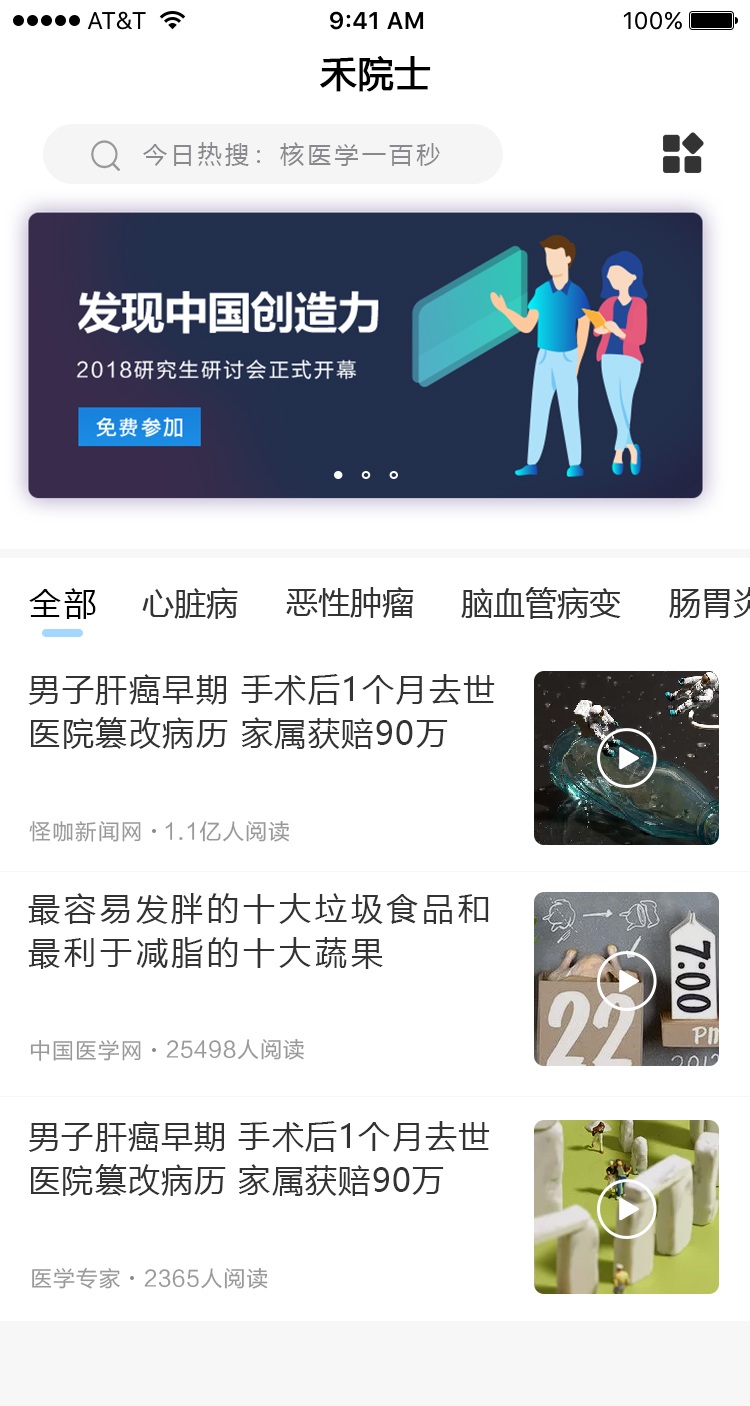 AT&T 9:41 AM 100%
禾院士
今日热搜：核医学一百秒
发现中国创造力
2018研究生研讨会正式开幕
免费参加
全部 心脏病 恶性肿瘤 脑血管病变 肠胃炎
男子肝癌早期 手术后1个月去世
医院篡改病历 家属获赔90万
怪咖新闻网·1.1亿人阅读
最容易发胖的十大垃圾食品和
最利于减脂的十大蔬果
7:00
22
PM
2012
中国医学网·25498人阅读
男子肝癌早期 手术后1个月去世
医院篡改病历 家属获赔90万
医学专家·2365人阅读